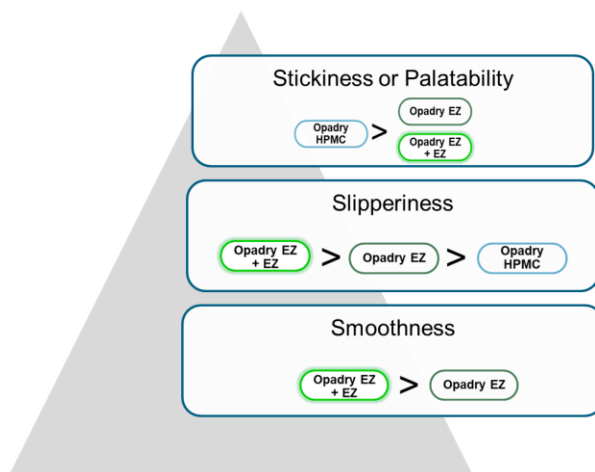 Stickiness or Palatability
Opadry EZ
Opadry
HPMC
>
Opadry EZ
+ EZ
Slipperiness
Opadry EZ
+ EZ
>
Opadry EZ
>
Opadry
HPMC
Smoothness
Opadry EZ
+ EZ
>
Opadry EZ